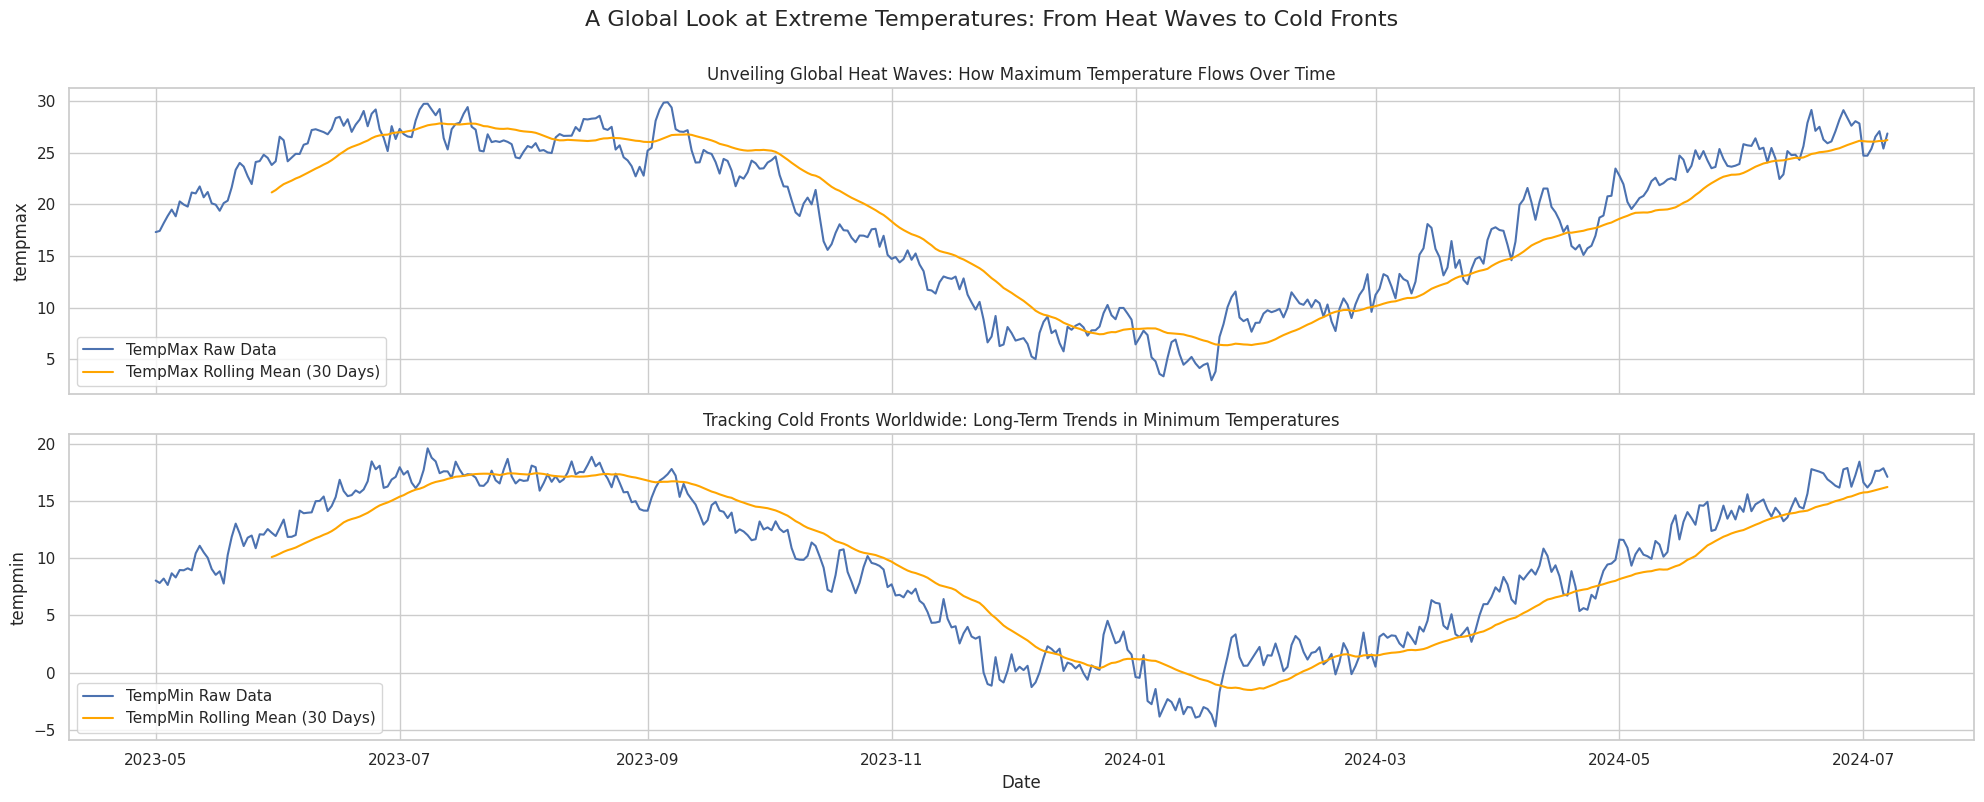 A Global Look at Extreme Temperatures: From Heat Waves to Cold Fronts
Unveiling Global Heat Waves: How Maximum Temperature Flows Over Time
30
25
20
15
10
5
tempmax
TempMax Raw Data
TempMax Rolling Mean (30 Days)
Tracking Cold Fronts Worldwide: Long-Term Trends in Minimum Temperatures
20
15
10
5
0
−5
tempmin
TempMin Raw Data
TempMin Rolling Mean (30 Days)
2023-05 2023-07 2023-09 2023-11 2024-01 2024-03 2024-05 2024-07
Date